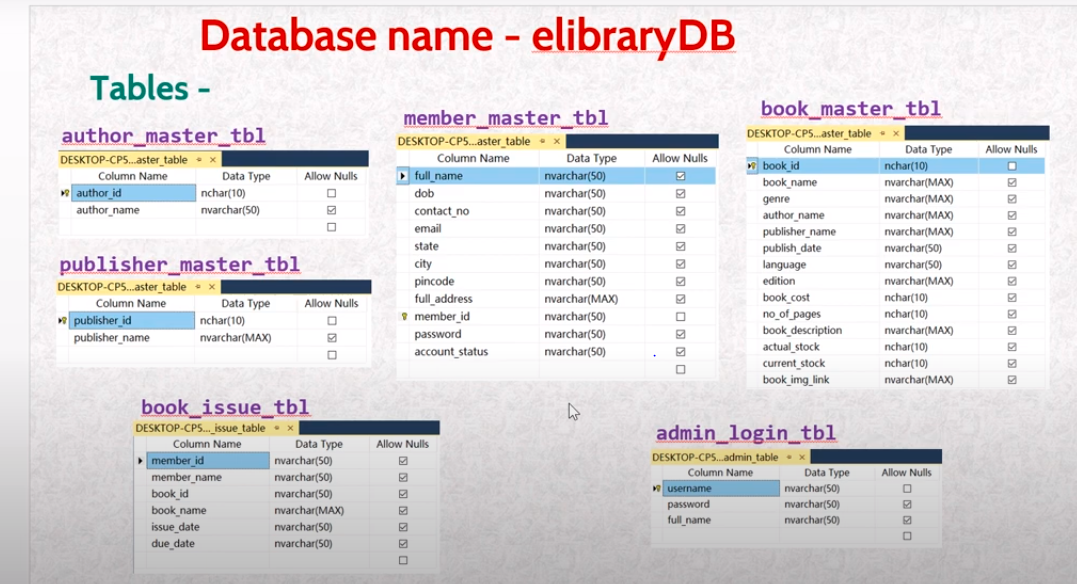 Database name - elibraryDB
Tables -
author_master_tbl
DESKTOP-CP5...aster_table
Column Name Data Type Allow Nulls
author_id nchar(10)
author_name nvarchar(50)
publisher_master_tbl
DESKTOP-CP5...aster_table
Column Name Data Type Allow Nulls
publisher_id nchar(10)
publisher_name nvarchar(MAX)
member_master_tbl
DESKTOP-CP5...aster_table
Column Name Data Type Allow Nulls
full_name nvarchar(50)
dob nvarchar(50)
contact_no nvarchar(50)
email nvarchar(50)
state nvarchar(50)
city nvarchar(50)
pincode nvarchar(50)
full_address nvarchar(MAX)
member_id nvarchar(50)
password nvarchar(50)
account_status nvarchar(50)
book_master_tbl
DESKTOP-CP5...aster_table
Column Name Data Type Allow Nulls
book_id nchar(10)
book_name nvarchar(MAX)
genre nvarchar(MAX)
author_name nvarchar(MAX)
publisher_name nvarchar(MAX)
publish_date nvarchar(50)
language nvarchar(50)
edition nvarchar(MAX)
book_cost nchar(10)
no_of_pages nchar(10)
book_description nvarchar(MAX)
actual_stock nchar(10)
current_stock nchar(10)
book_img_link nvarchar(MAX)
book_issue_tbl
DESKTOP-CP5..._issue_table
Column Name Data Type Allow Nulls
member_id nvarchar(50)
member_name nvarchar(50)
book_id nvarchar(50)
book_name nvarchar(MAX)
issue_date nvarchar(50)
due_date nvarchar(50)
admin_login_tbl
DESKTOP-CP5...admin_table
Column Name Data Type Allow Nulls
username nvarchar(50)
password nvarchar(50)
full_name nvarchar(50)